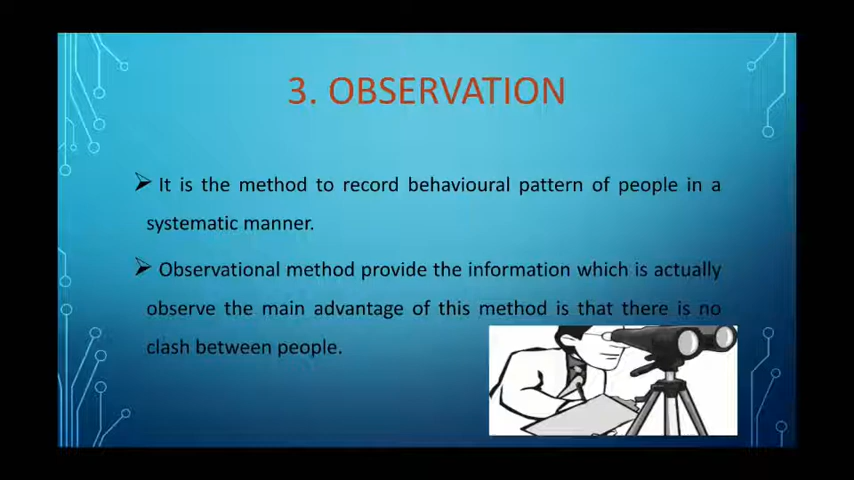 3. OBSERVATION
It is the method to record behavioural pattern of people in a
systematic manner.
Observational method provide the information which is actually
observe the main advantage of this method is that there is no
clash between people.